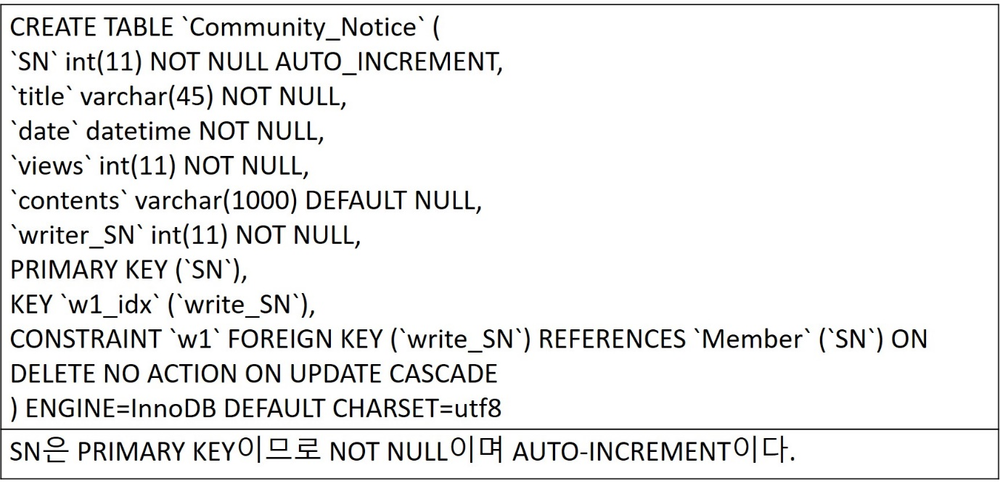 CREATE TABLE `Community_Notice` (
`SN` int(11) NOT NULL AUTO_INCREMENT,
`title` varchar(45) NOT NULL,
`date` datetime NOT NULL,
`views` int(11) NOT NULL,
`contents` varchar(1000) DEFAULT NULL,
`writer_SN` int(11) NOT NULL,
PRIMARY KEY (`SN`),
KEY `w1_idx` (`write_SN`),
CONSTRAINT `w1` FOREIGN KEY (`write_SN`) REFERENCES `Member` (`SN`) ON
DELETE NO ACTION ON UPDATE CASCADE
) ENGINE=InnoDB DEFAULT CHARSET=utf8
SN은 PRIMARY KEY이므로 NOT NULL이며 AUTO-INCREMENT이다.